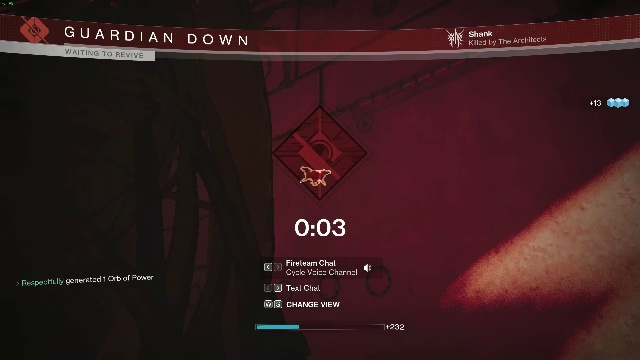 GUARDIAN DOWN
WAITING TO REVIVE
Shank
Killed by The Architects
+13
0:03
Fireteam Chat
Cycle Voice Channel
Text Chat
CHANGE VIEW
Respectfully generated 1 Orb of Power
+232